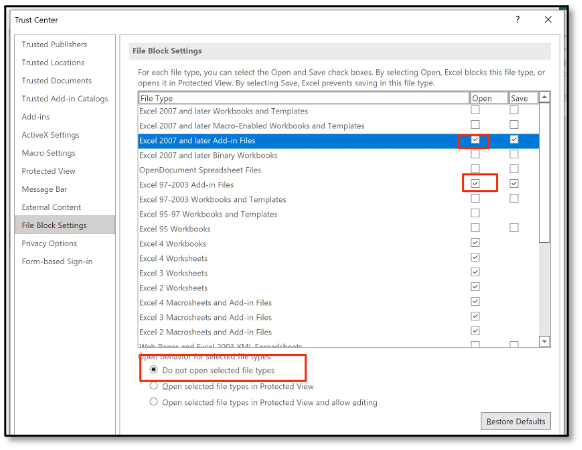 Trust Center
Trusted Publishers
Trusted Locations
Trusted Documents
Trusted Add-in Catalogs
Add-ins
ActiveX Settings
Macro Settings
Protected View
Message Bar
External Content
File Block Settings
Privacy Options
Form-based Sign-in
File Block Settings
For each file type, you can select the Open and Save check boxes. By selecting Open, Excel blocks this file type, or
opens it in Protected View. By selecting Save, Excel prevents saving in this file type.
File Type Open Save
Excel 2007 and later Workbooks and Templates
Excel 2007 and later Macro-Enabled Workbooks and Templates
Excel 2007 and later Add-in Files
Excel 2007 and later Binary Workbooks
OpenDocument Spreadsheet Files
Excel 97-2003 Add-in Files
Excel 97-2003 Workbooks and Templates
Excel 95-97 Workbooks and Templates
Excel 95 Workbooks
Excel 4 Workbooks
Excel 4 Worksheets
Excel 3 Worksheets
Excel 2 Worksheets
Excel 4 Macrosheets and Add-in Files
Excel 3 Macrosheets and Add-in Files
Excel 2 Macrosheets and Add-in Files
Web Pages and Excel 2003 XML Spreadsheets
Open behavior for selected file types:
Do not open selected file types
Open selected file types in Protected View
Open selected file types in Protected View and allow editing
Restore Defaults